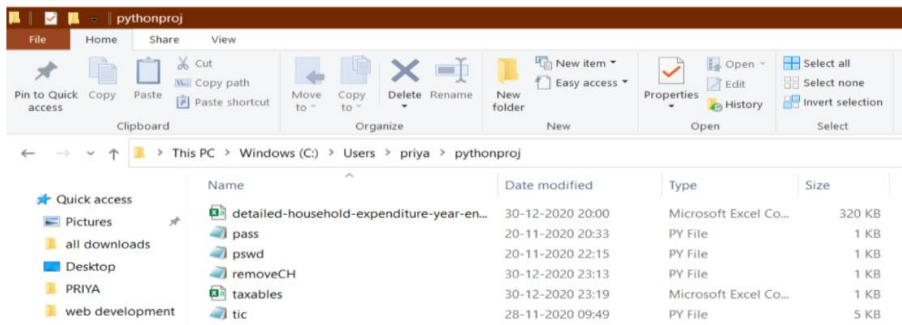 pythonproj
File Home Share View
Pin to Quick access
Copy
Paste
Cut
Copy path
Paste shortcut
Clipboard
Move to
Copy to
Delete
Rename
Organize
New folder
New item
Easy access
New
Properties
Open
Edit
History
Open
Select all
Select none
Invert selection
Select
This PC > Windows (C:) > Users > priya > pythonproj
Quick access
Pictures
all downloads
Desktop
PRIYA
web development
Name Date modified Type Size
detailed-household-expenditure-year-en... 30-12-2020 20:00 Microsoft Excel Co... 320 KB
pass 20-11-2020 20:33 PY File 1 KB
pswd 20-11-2020 22:15 PY File 1 KB
removeCH 30-12-2020 23:13 PY File 1 KB
taxables 30-12-2020 23:19 Microsoft Excel Co... 1 KB
tic 28-11-2020 09:49 PY File 5 KB